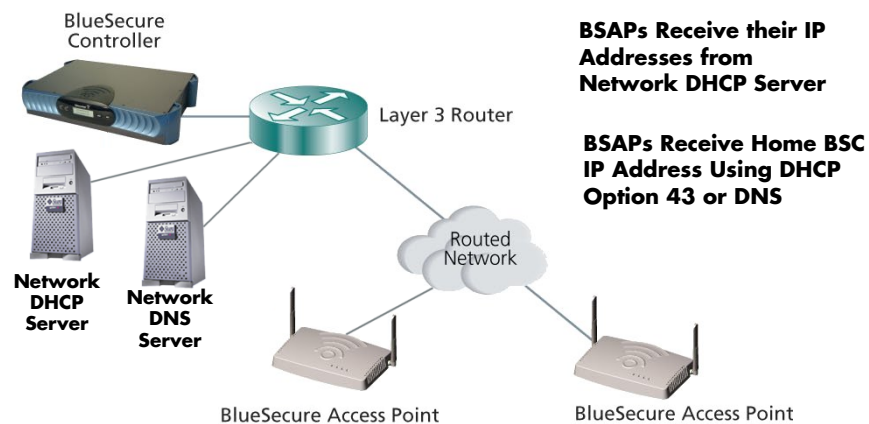 BlueSecure
Controller
BSAPs Receive their IP
Addresses from
Network DHCP Server
Layer 3 Router
BSAPs Receive Home BSC
IP Address Using DHCP
Option 43 or DNS
Routed
Network
Network
DHCP
Server
Network
DNS
Server
BlueSecure Access Point
BlueSecure Access Point